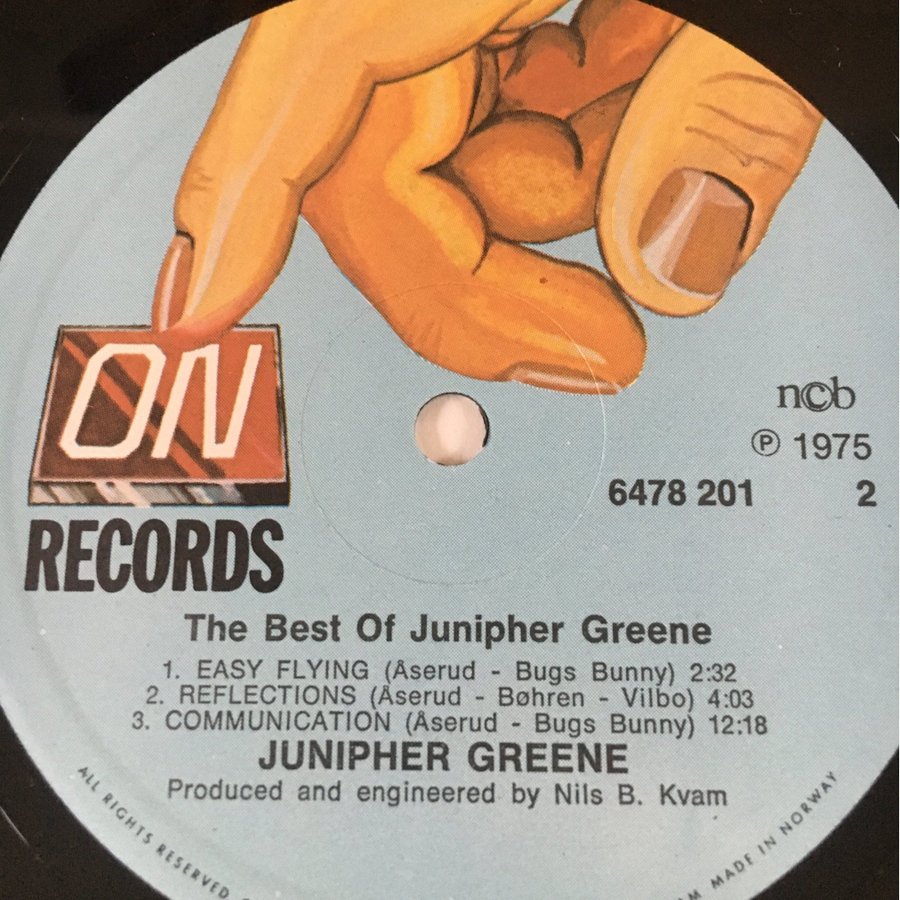 ON
RECORDS
ncb
Ⓟ 1975
6478 201 2
The Best Of Junipher Greene
1. EASY FLYING (Åserud - Bugs Bunny) 2:32
2. REFLECTIONS (Åserud - Bøhren - Vilbo) 4:03
3. COMMUNICATION (Åserud - Bugs Bunny) 12:18
JUNIPHER GREENE
Produced and engineered by Nils B. Kvam
ALL RIGHTS RESERVED
MADE IN NORWAY